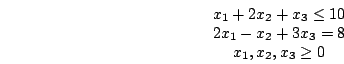 x₁ + 2x₂ + x₃ ≤ 10
2x₁ − x₂ + 3x₃ = 8
x₁, x₂, x₃ ≥ 0